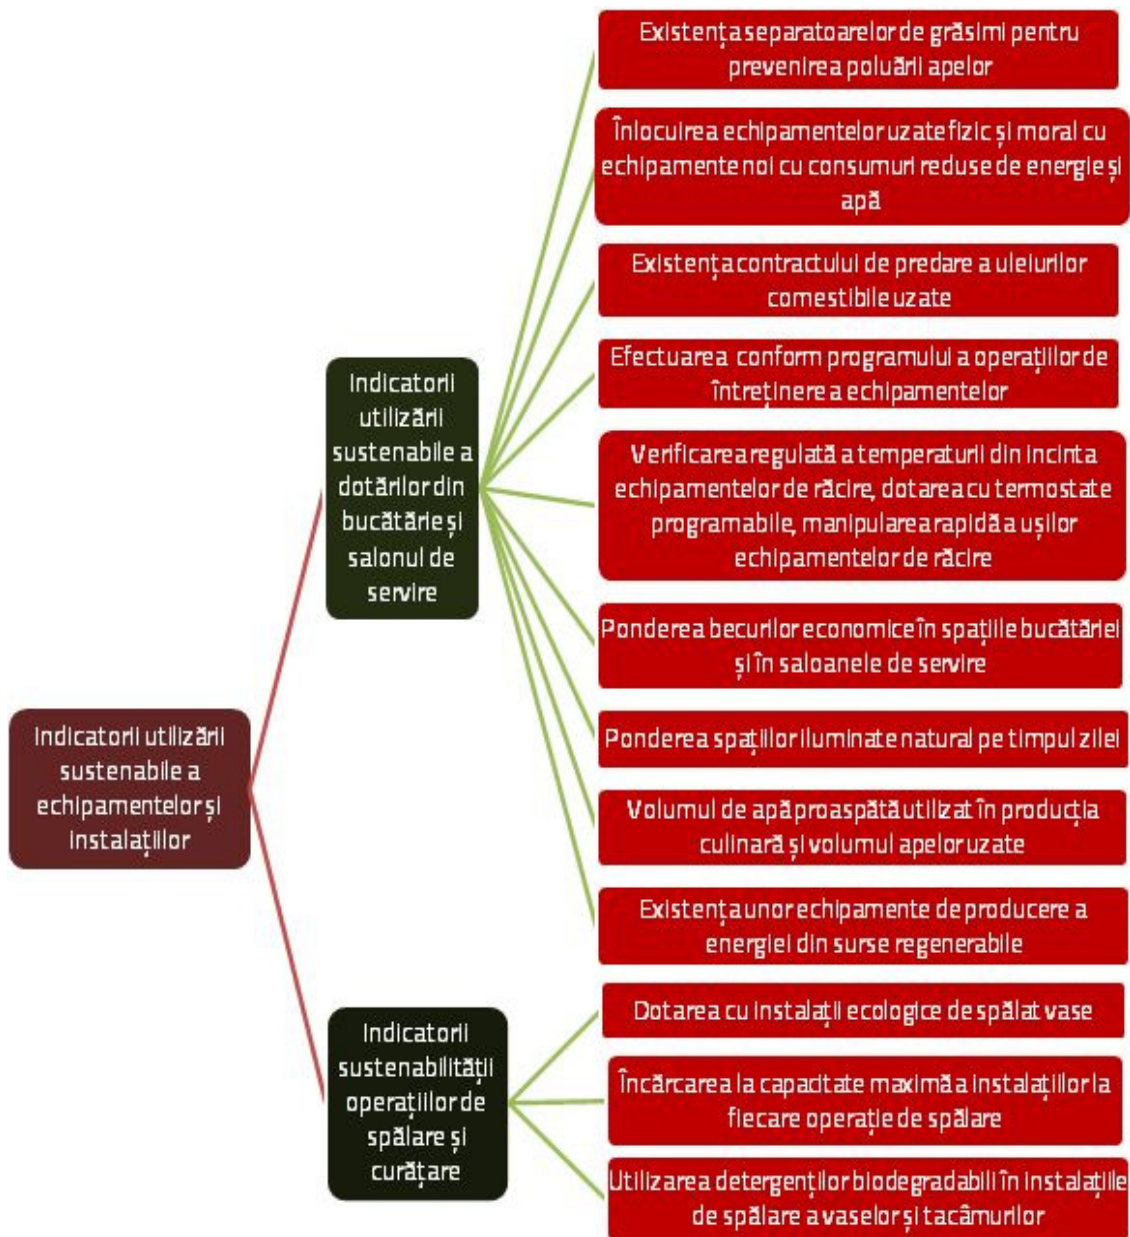 Indicatorii utilizării
sustenabile a
echipamentelor și
instalațiilor
Indicatorii
utilizării
sustenabile a
dotărilor din
bucătărie și
salonul de
servire
Existența separatoarelor de grăsimi pentru
prevenirea poluării apelor
Înlocuirea echipamentelor uzate fizic și moral cu
echipamente noi cu consumuri reduse de energie și
apă
Existența contractului de predare a uleiurilor
comestibile uzate
Efectuarea conform programului a operațiilor de
întreținere a echipamentelor
Verificarea regulată a temperaturii din incinta
echipamentelor de răcire, dotarea cu termostate
programabile, manipularea rapidă a ușilor
echipamentelor de răcire
Ponderea becurilor economice în spațiile bucătăriei
și în saloanele de servire
Ponderea spațiilor iluminate natural pe timpul zilei
Volumul de apă proaspătă utilizat în producția
culinară și volumul apelor uzate
Existența unor echipamente de producere a
energiei din surse regenerabile
Indicatorii
sustenabilității
operațiilor de
spălare și
curățare
Dotarea cu instalații ecologice de spălat vase
Încărcarea la capacitate maximă a instalațiilor la
fiecare operație de spălare
Utilizarea detergenților biodegradabili în instalațiile
de spălare a vaselor și tacâmurilor